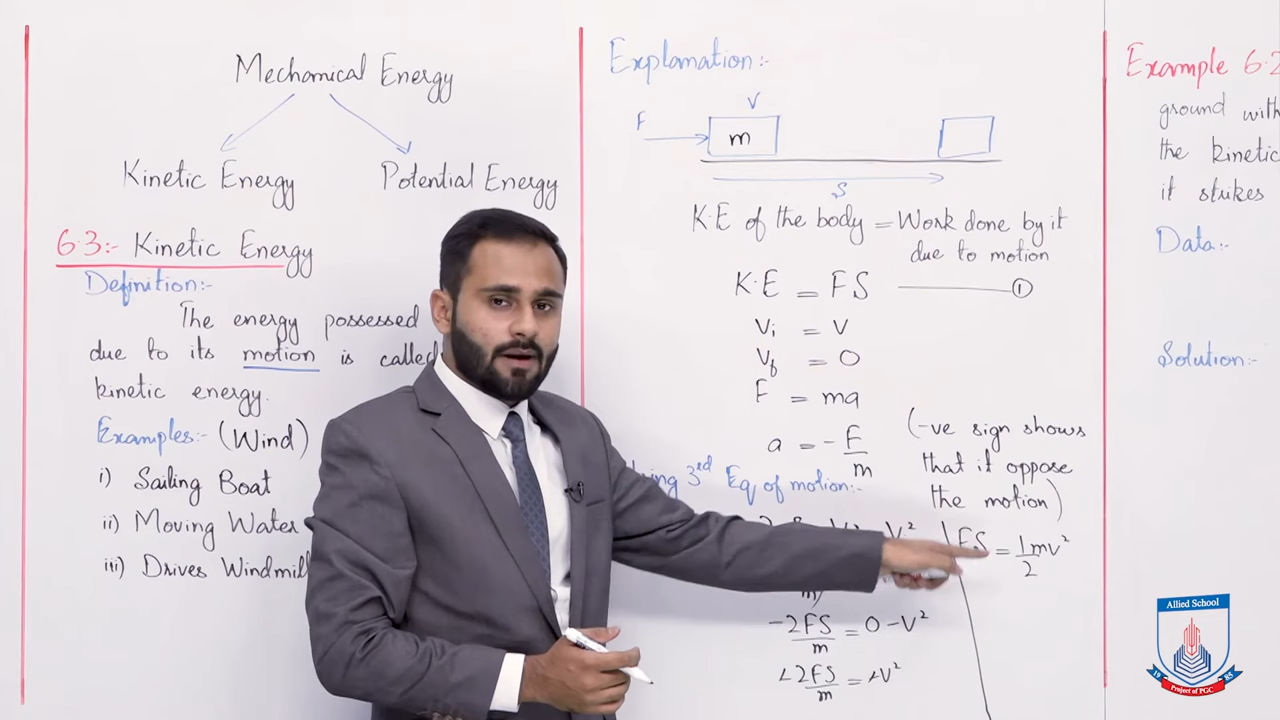 Mechanical Energy
Kinetic Energy
Potential Energy
6.3:- Kinetic Energy
Definition:-
The energy possessed
due to its motion is called
kinetic energy.
Examples:- (Wind)
i) Sailing Boat
ii) Moving Water
iii) Drives Windmill
Explanation:-
V
F
m
S
K.E of the body = Work done by it
due to motion
K.E = FS ①
Vi = V
Vf = 0
F = ma
a = -F/m
(-ve sign shows
that it oppose
the motion)
3rd Eq of motion:-
FS = 1/2 mv²
-2FS/m = 0 - V²
-2FS/m = -V²
Example 6.2
ground with
the kinetic
it strikes
Data:-
Solution:-
Allied School
19 85
Project of PGC